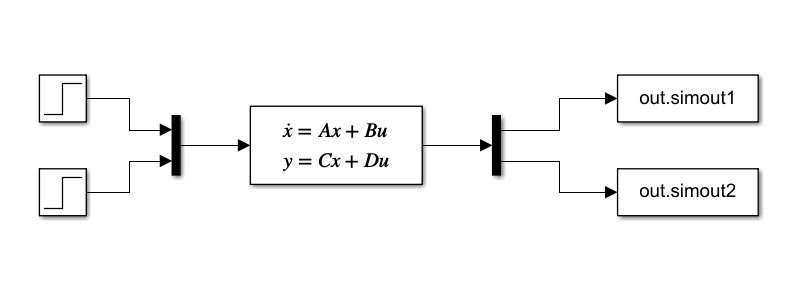 ẋ = Ax + Bu
y = Cx + Du
out.simout1
out.simout2